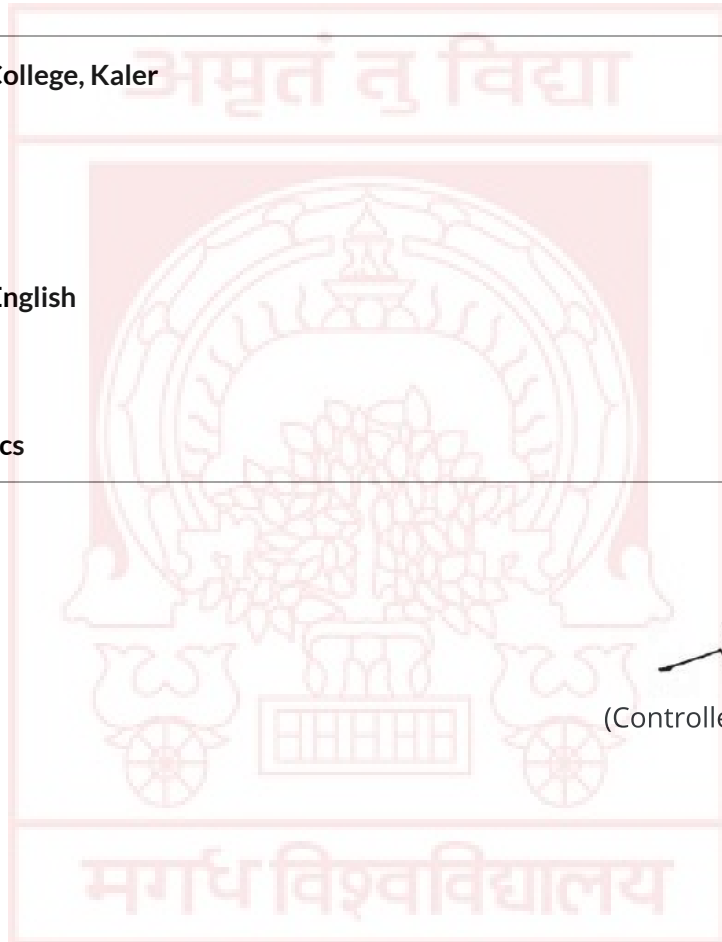 अमृतं तु विद्या
College, Kaler
English
cs
(Controlle
मगध विश्वविद्यालय